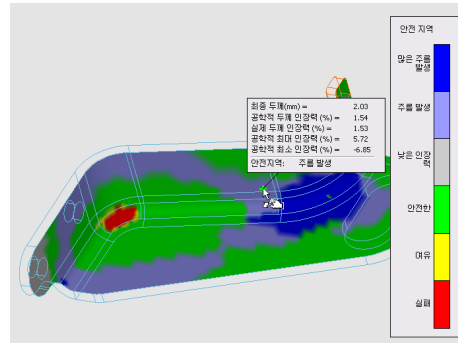 안전 지역
많은 주름
발생
주름 발생
낮은 인장
력
안전한
여유
실패
최종 두께(mm) = 2.03
공학적 두께 인장력 (%) = 1.54
실제 두께 인장력 (%) = 1.53
공학적 최대 인장력 (%) = 5.72
공학적 최소 인장력 (%) = -6.85
안전지역: 주름 발생